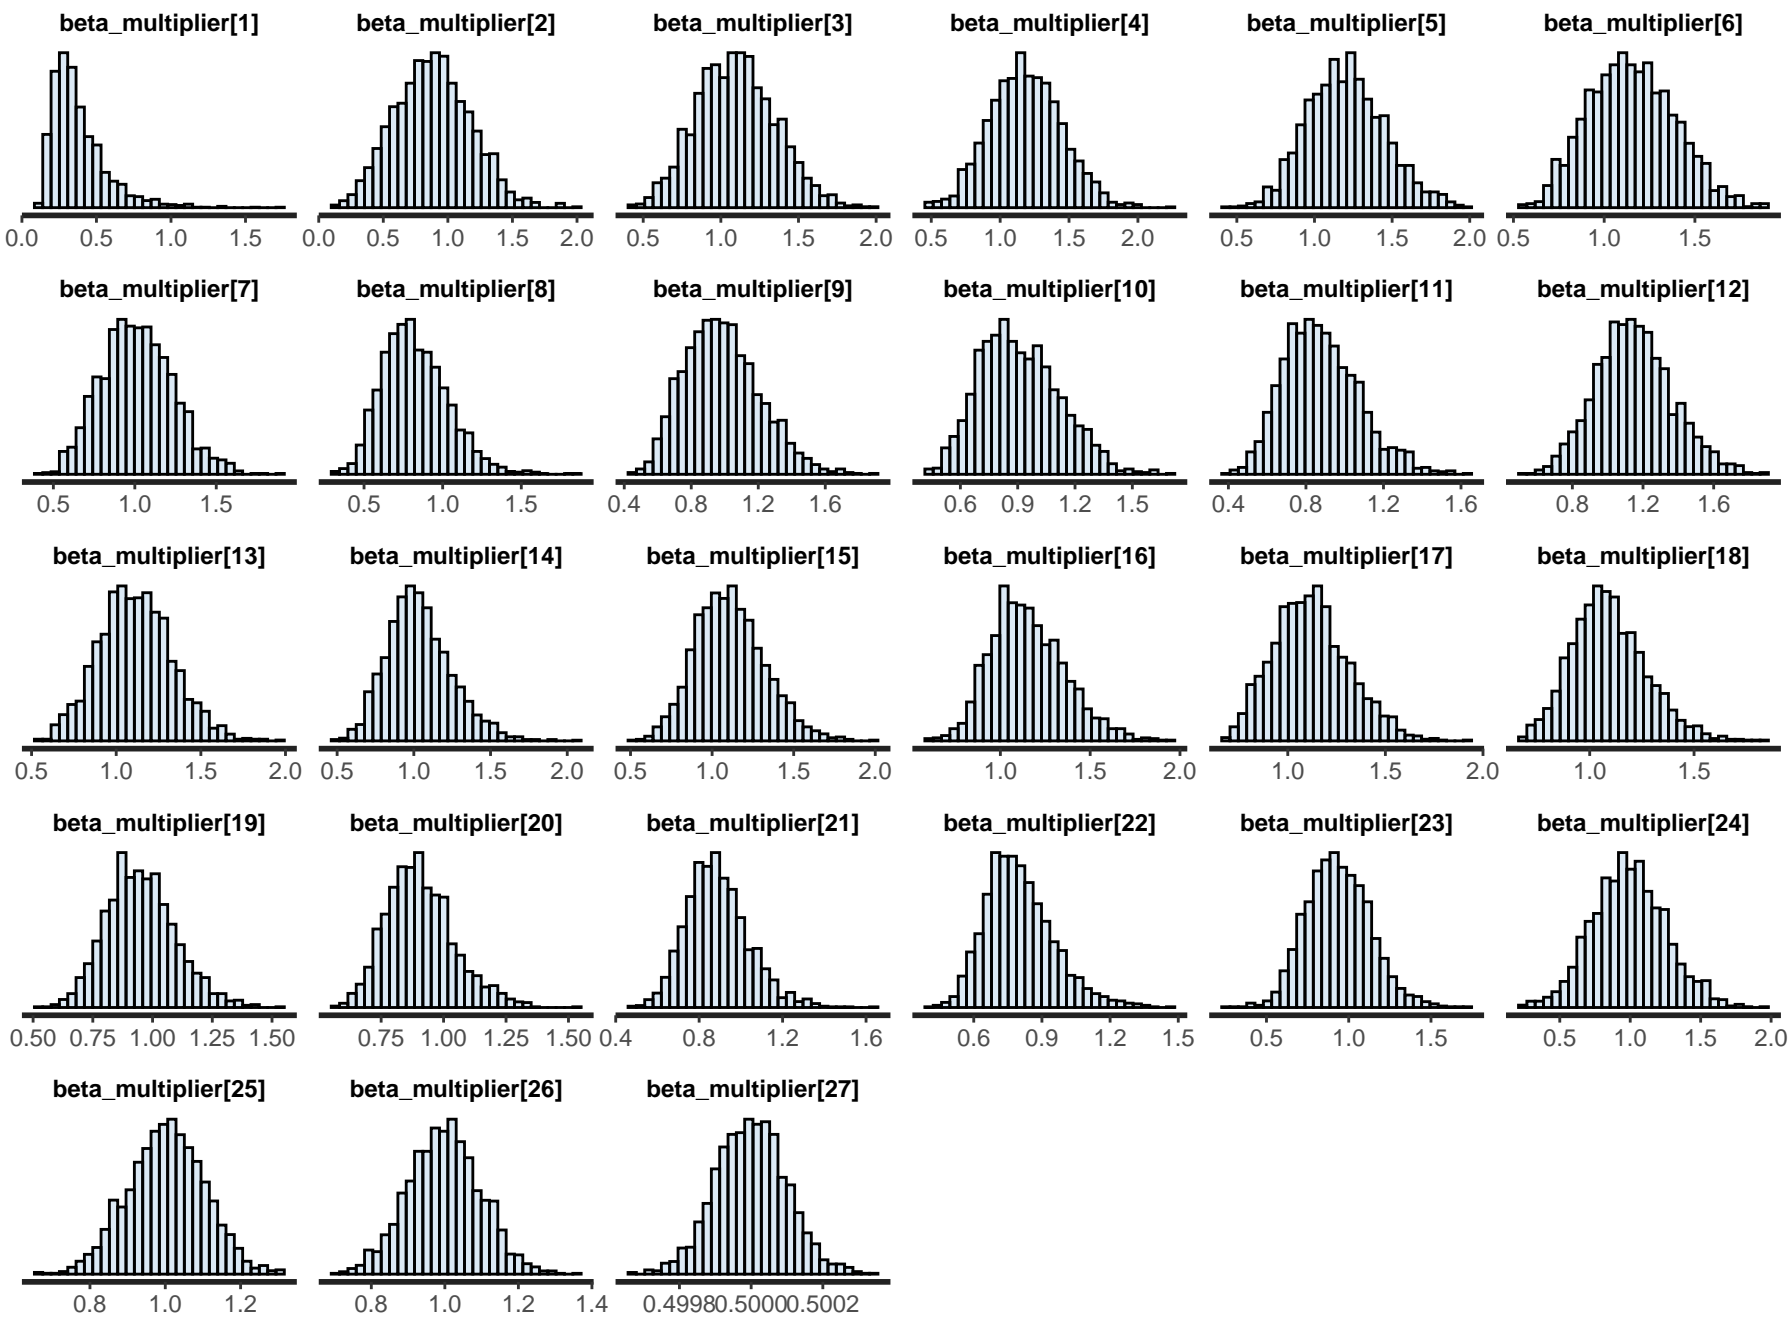 beta_multiplier[1] beta_multiplier[2] beta_multiplier[3] beta_multiplier[4] beta_multiplier[5] beta_multiplier[6]
0.0 0.5 1.0 1.5 0.0 0.5 1.0 1.5 2.0 0.5 1.0 1.5 2.0 0.5 1.0 1.5 2.0 0.5 1.0 1.5 2.0 0.5 1.0 1.5
beta_multiplier[7] beta_multiplier[8] beta_multiplier[9] beta_multiplier[10] beta_multiplier[11] beta_multiplier[12]
0.5 1.0 1.5 0.5 1.0 1.5 0.4 0.8 1.2 1.6 0.6 0.9 1.2 1.5 0.4 0.8 1.2 1.6 0.8 1.2 1.6
beta_multiplier[13] beta_multiplier[14] beta_multiplier[15] beta_multiplier[16] beta_multiplier[17] beta_multiplier[18]
0.5 1.0 1.5 2.0 0.5 1.0 1.5 2.0 0.5 1.0 1.5 2.0 1.0 1.5 2.0 1.0 1.5 2.0 1.0 1.5
beta_multiplier[19] beta_multiplier[20] beta_multiplier[21] beta_multiplier[22] beta_multiplier[23] beta_multiplier[24]
0.50 0.75 1.00 1.25 1.50 0.75 1.00 1.25 1.50 0.4 0.8 1.2 1.6 0.6 0.9 1.2 1.5 0.5 1.0 1.5 0.5 1.0 1.5 2.0
beta_multiplier[25] beta_multiplier[26] beta_multiplier[27]
0.8 1.0 1.2 0.8 1.0 1.2 1.4 0.4998 0.5000 0.5002